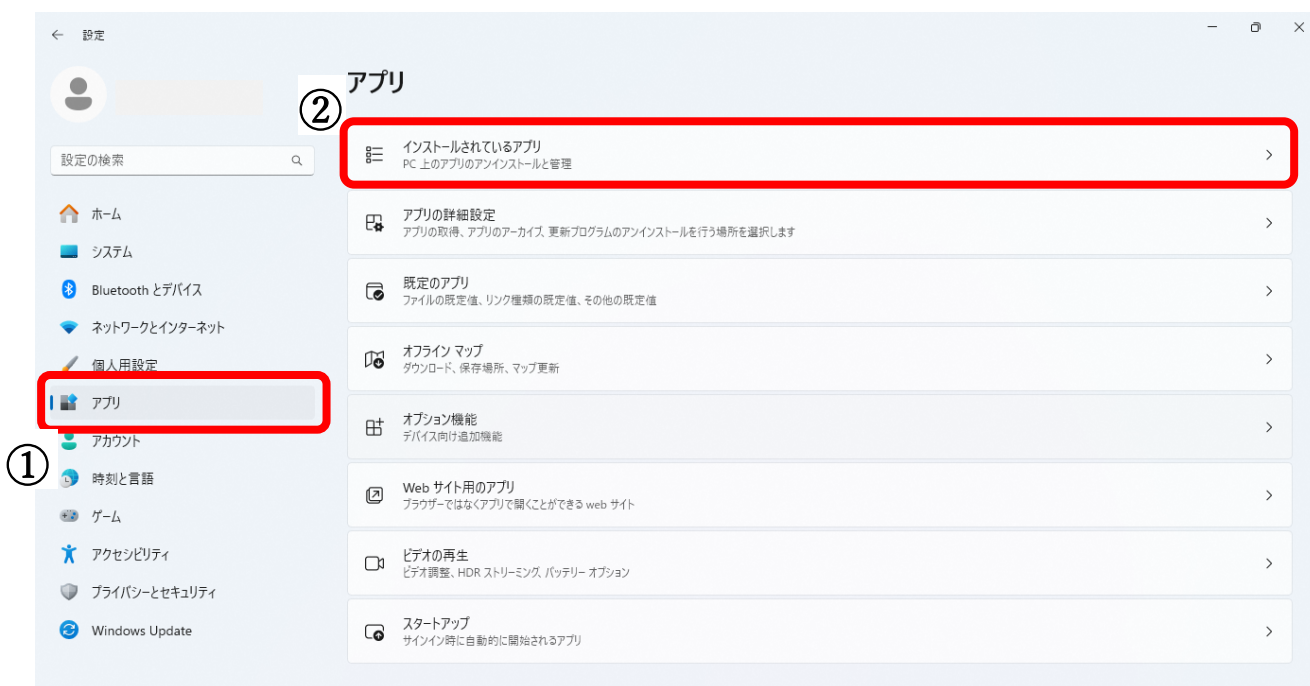 設定
アプリ
②
設定の検索
インストールされているアプリ
PC 上のアプリのアンインストールと管理
ホーム
アプリの詳細設定
アプリの取得、アプリのアーカイブ、更新プログラムのアンインストールを行う場所を選択します
システム
Bluetooth とデバイス
既定のアプリ
ファイルの既定値、リンク種類の既定値、その他の既定値
ネットワークとインターネット
個人用設定
オフライン マップ
ダウンロード、保存場所、マップ更新
アプリ
アカウント
オプション機能
デバイス向け追加機能
①
時刻と言語
Web サイト用のアプリ
ブラウザーではなくアプリで開くことができる web サイト
ゲーム
アクセシビリティ
ビデオの再生
ビデオ調整、HDR ストリーミング、バッテリー オプション
プライバシーとセキュリティ
Windows Update
スタートアップ
サインイン時に自動的に開始されるアプリ